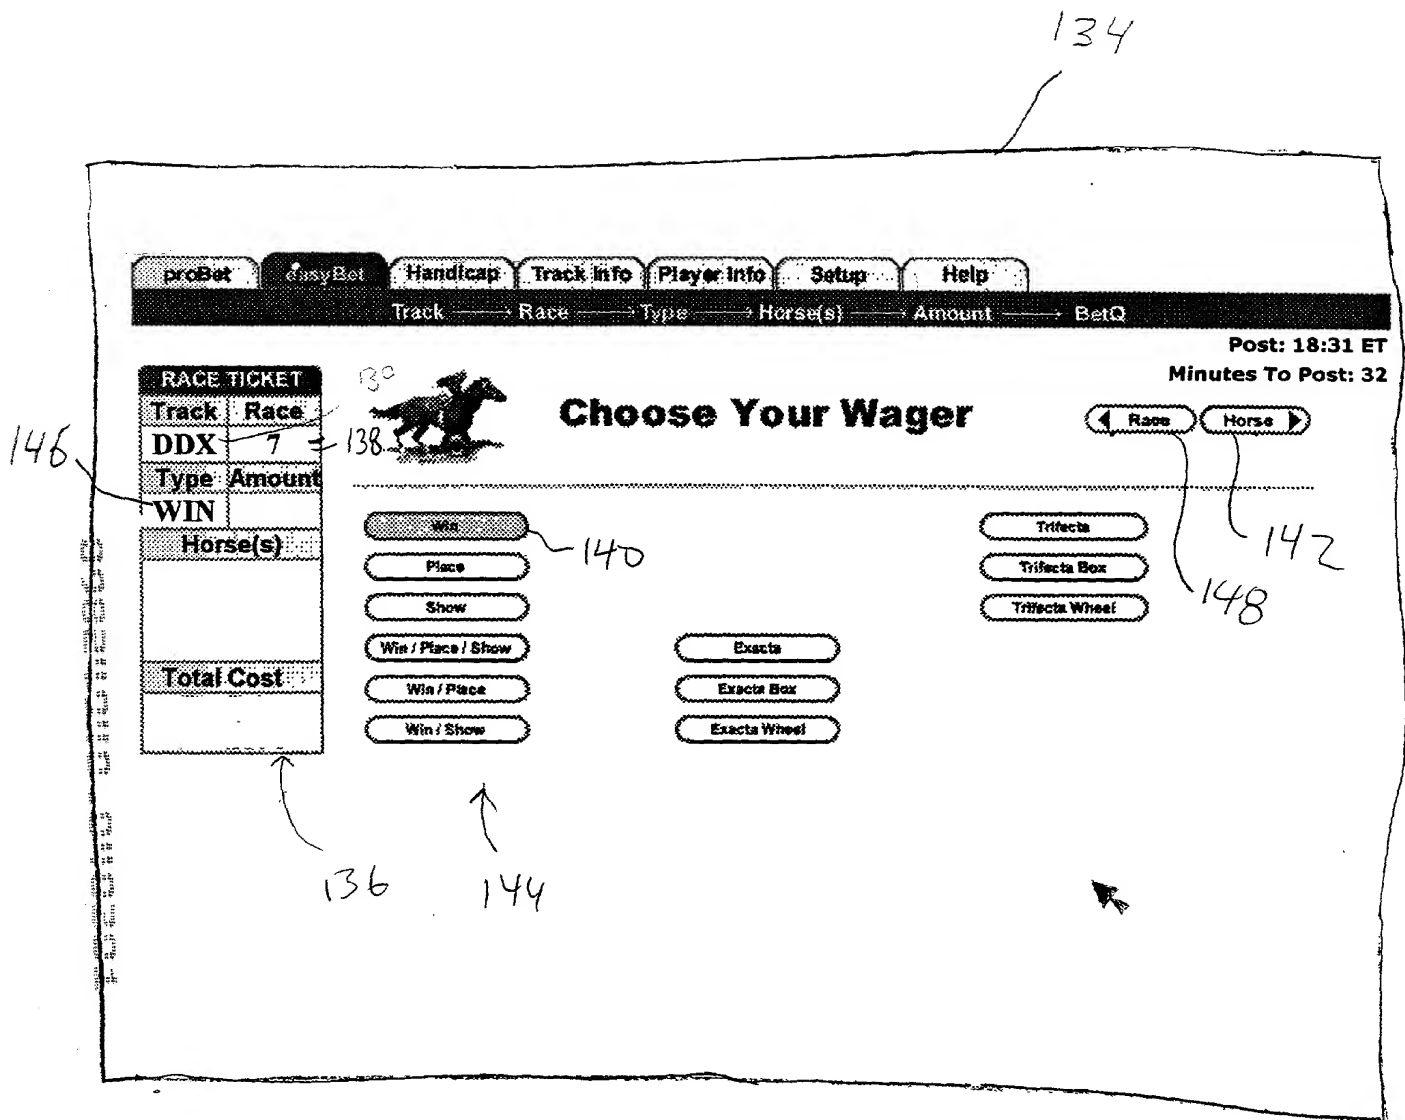 134
proBet easyBet Handicap Track Info Player Info Setup Help
Track Race Type Horse(s) Amount BetQ
Post: 18:31 ET
Minutes To Post: 32
RACE TICKET
Track Race
130
DDX 7
138
146
Type Amount
WIN
Horse(s)
Total Cost
136
Choose Your Wager
Race Horse
148
142
Win
140
Place
Show
Win / Place / Show
Win / Place
Win / Show
144
Exacta
Exacta Box
Exacta Wheel
Trifecta
Trifecta Box
Trifecta Wheel